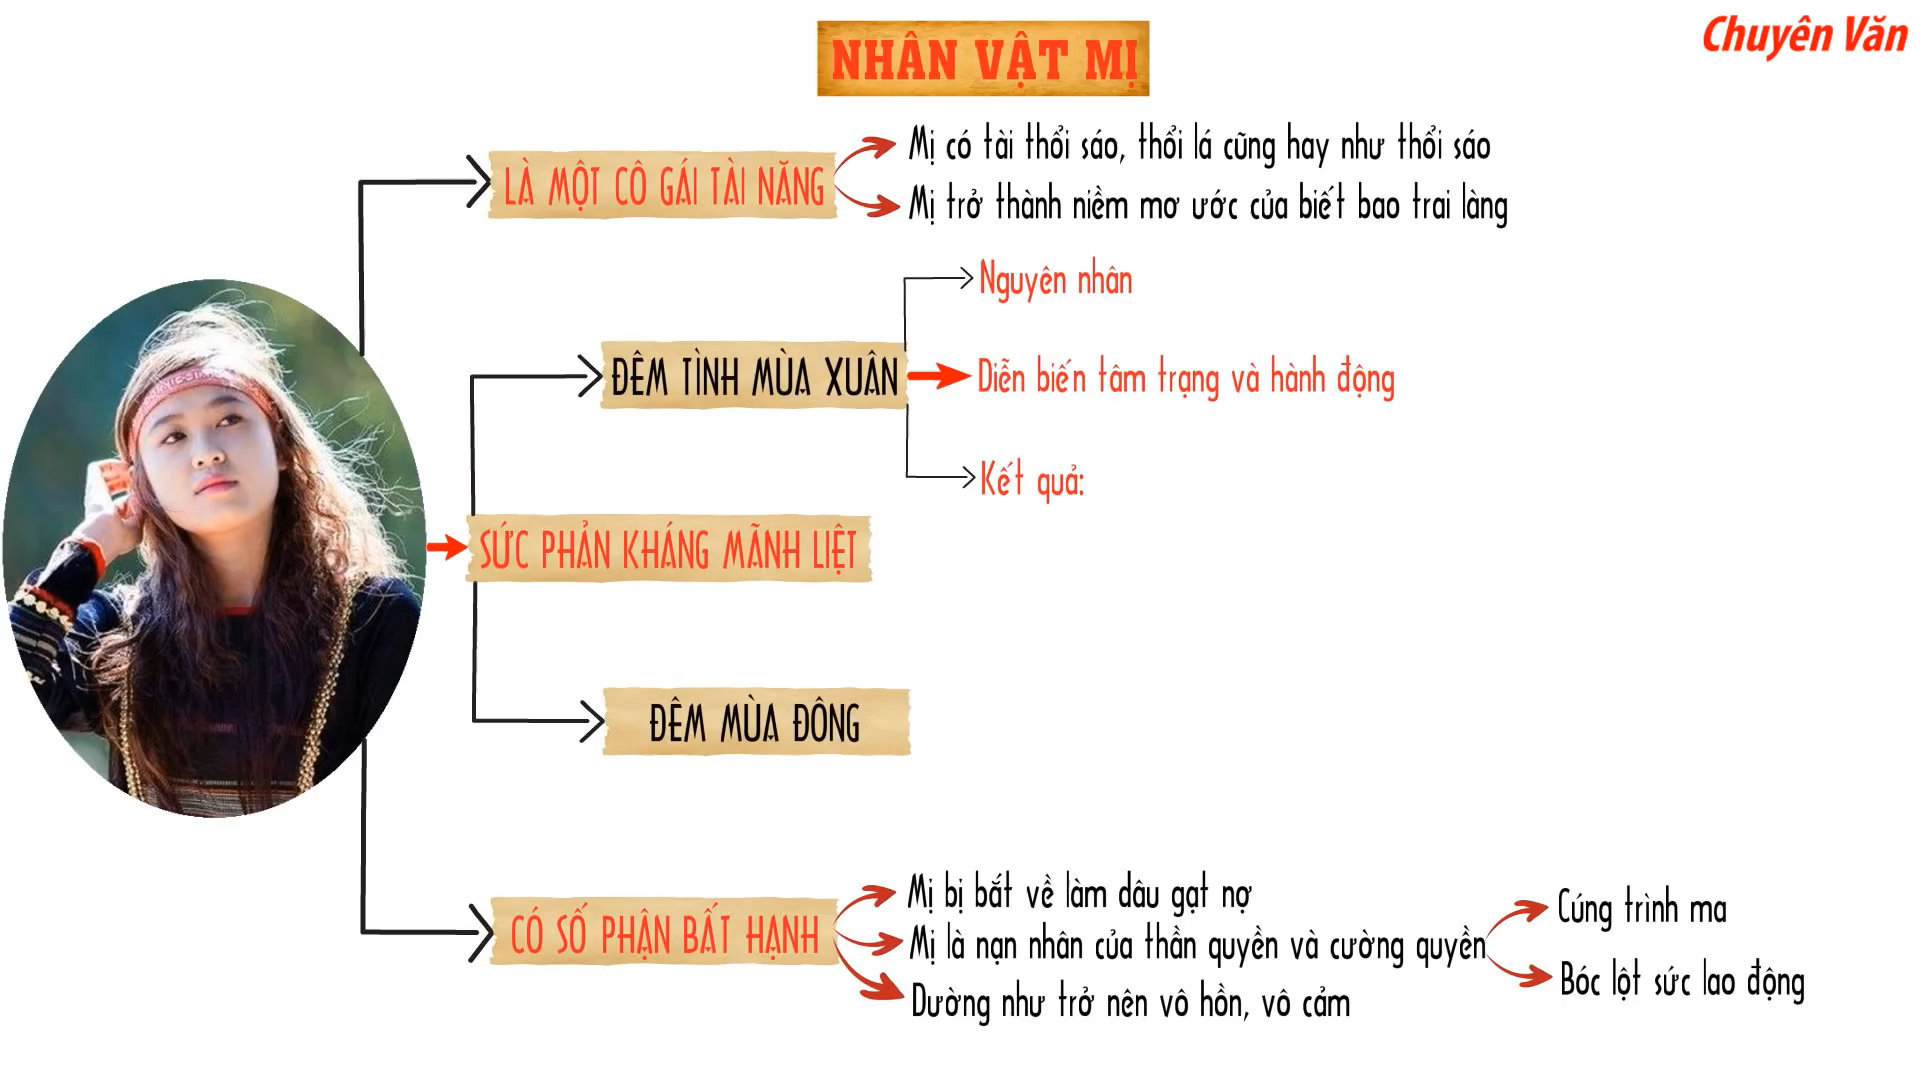 Chuyên Văn
NHÂN VẬT MỊ
LÀ MỘT CÔ GÁI TÀI NĂNG
Mị có tài thổi sáo, thổi lá cũng hay như thổi sáo
Mị trở thành niềm mơ ước của biết bao trai làng
SỨC PHẢN KHÁNG MÃNH LIỆT
ĐÊM TÌNH MÙA XUÂN
Nguyên nhân
Diễn biến tâm trạng và hành động
Kết quả:
ĐÊM MÙA ĐÔNG
CÓ SỐ PHẬN BẤT HẠNH
Mị bị bắt về làm dâu gạt nợ
Mị là nạn nhân của thần quyền và cường quyền
Cúng trình ma
Bóc lột sức lao động
Dường như trở nên vô hồn, vô cảm